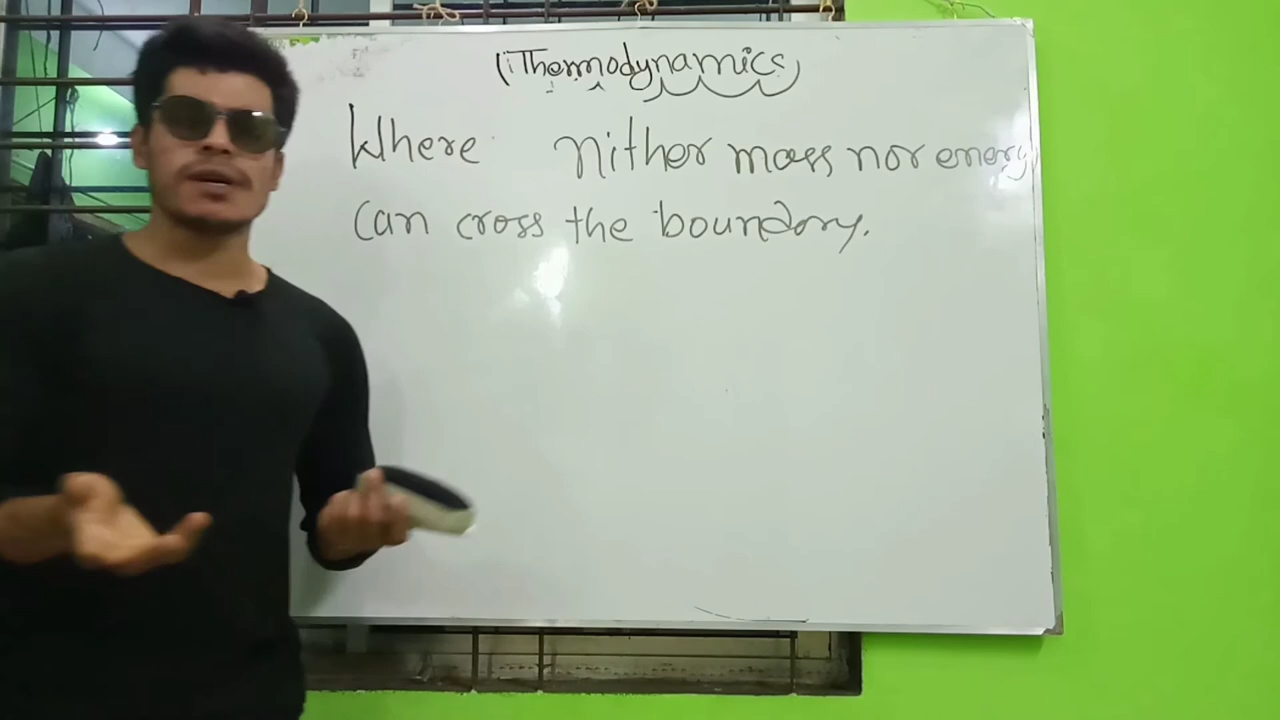 (Thermodynamics)
Where nither mass nor energy
Can cross the boundary.